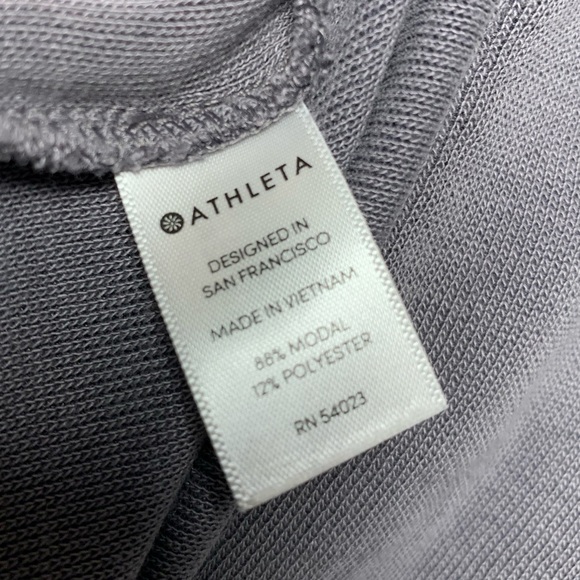 ATHLETA
DESIGNED IN
SAN FRANCISCO
MADE IN VIETNAM
88% MODAL
12% POLYESTER
RN 54023